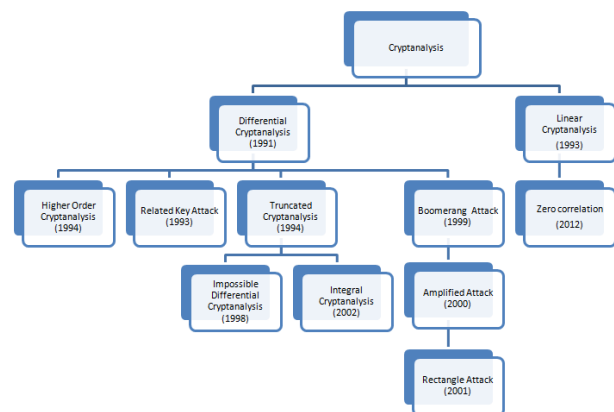 Cryptanalysis
Differential
Cryptanalysis
(1991)
Linear
Cryptanalysis
(1993)
Higher Order
Cryptanalysis
(1994)
Related Key Attack
(1993)
Truncated
Cryptanalysis
(1994)
Boomerang Attack
(1999)
Zero correlation
(2012)
Impossible
Differential
Cryptanalysis
(1998)
Integral
Cryptanalysis
(2002)
Amplified Attack
(2000)
Rectangle Attack
(2001)